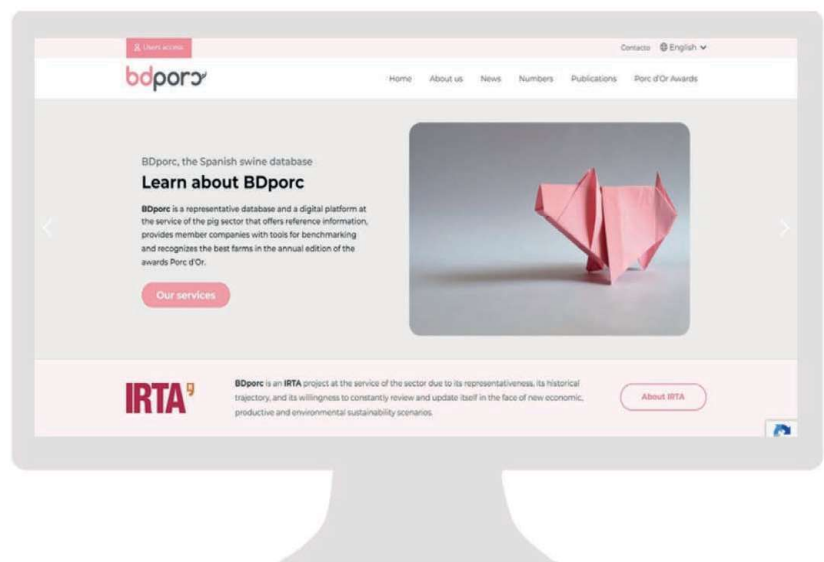 Users access
Contacto English
bdporc
Home About us News Numbers Publications Porc d'Or Awards
BDporc, the Spanish swine database
Learn about BDporc
BDporc is a representative database and a digital platform at
the service of the pig sector that offers reference information,
provides member companies with tools for benchmarking
and recognizes the best farms in the annual edition of the
awards Porc d'Or.
Our services
IRTA
BDporc is an IRTA project at the service of the sector due to its representativeness, its historical
trajectory, and its willingness to constantly review and update itself in the face of new economic,
productive and environmental sustainability scenarios.
About IRTA